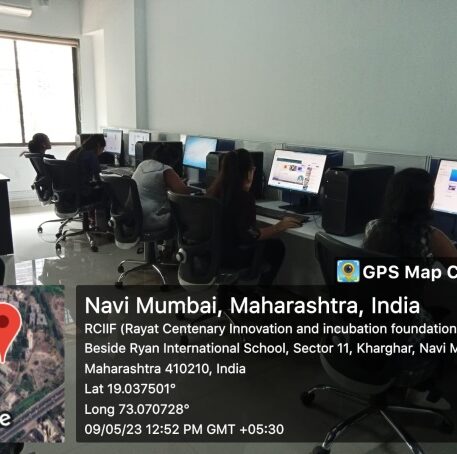 GPS Map C
Navi Mumbai, Maharashtra, India
RCIIF (Rayat Centenary Innovation and incubation foundation
Beside Ryan International School, Sector 11, Kharghar, Navi M
Maharashtra 410210, India
Lat 19.037501°
Long 73.070728°
09/05/23 12:52 PM GMT +05:30